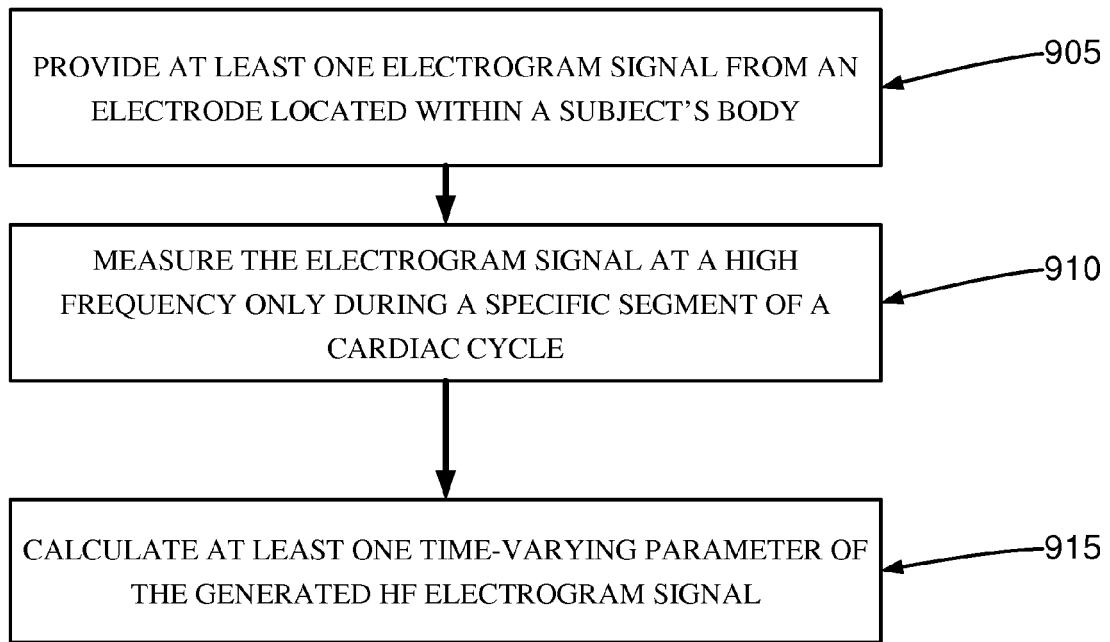 PROVIDE AT LEAST ONE ELECTROGRAM SIGNAL FROM AN
ELECTRODE LOCATED WITHIN A SUBJECT'S BODY
905
MEASURE THE ELECTROGRAM SIGNAL AT A HIGH
FREQUENCY ONLY DURING A SPECIFIC SEGMENT OF A
CARDIAC CYCLE
910
CALCULATE AT LEAST ONE TIME-VARYING PARAMETER OF
THE GENERATED HF ELECTROGRAM SIGNAL
915